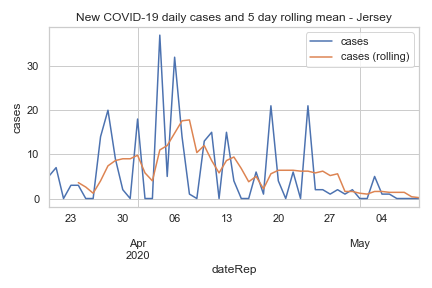 New COVID-19 daily cases and 5 day rolling mean - Jersey
cases
cases (rolling)
cases
30
20
10
0
23
30
06
13
20
27
04
Apr
2020
May
dateRep